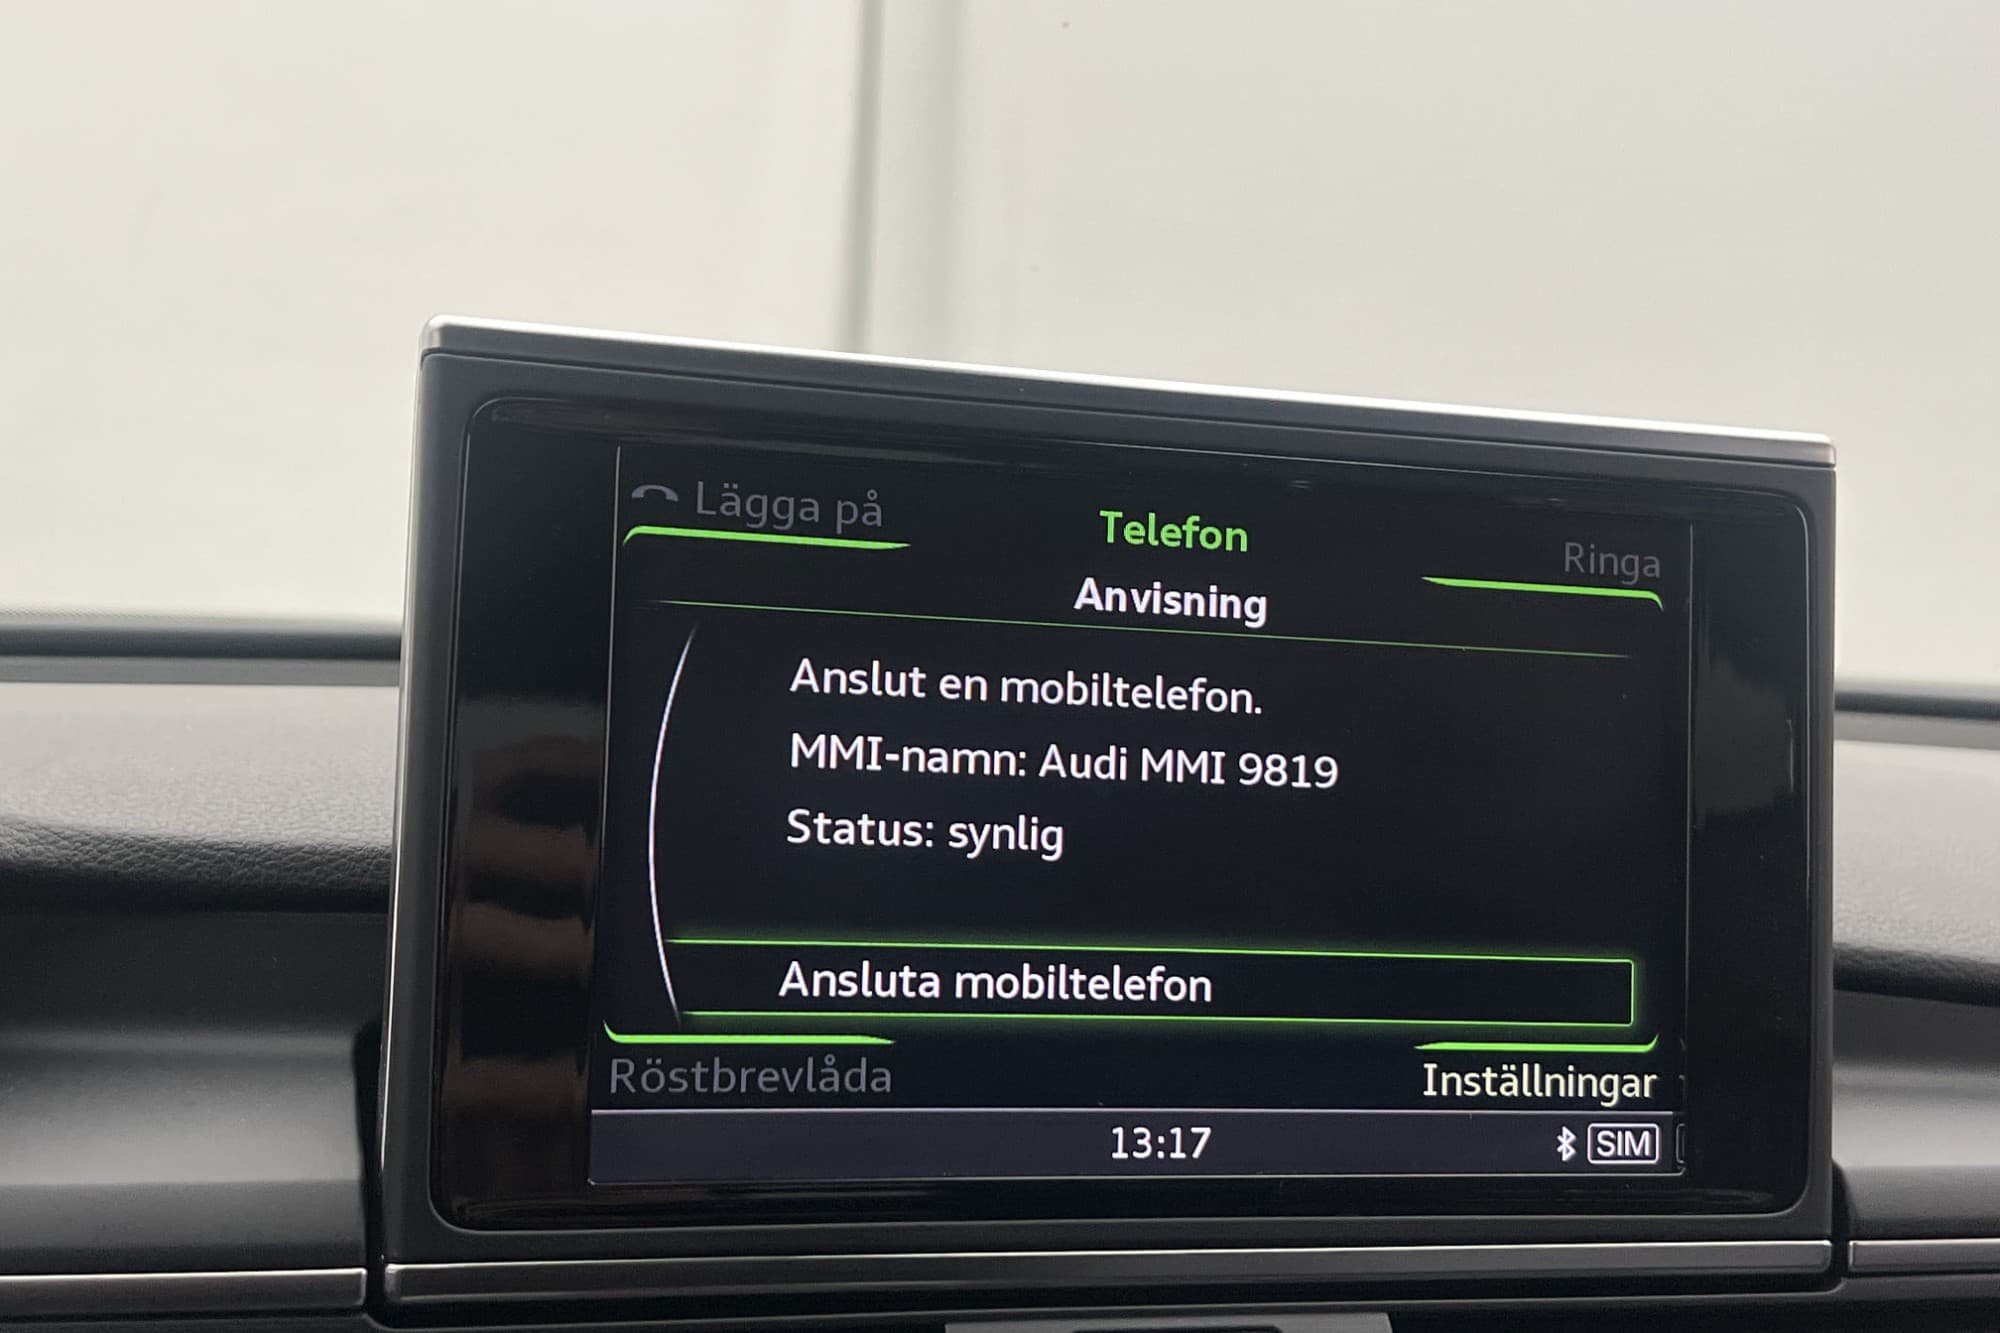 Lägga på
Telefon
Ringa
Anvisning
Anslut en mobiltelefon.
MMI-namn: Audi MMI 9819
Status: synlig
Ansluta mobiltelefon
Röstbrevlåda
Inställningar
13:17
SIM